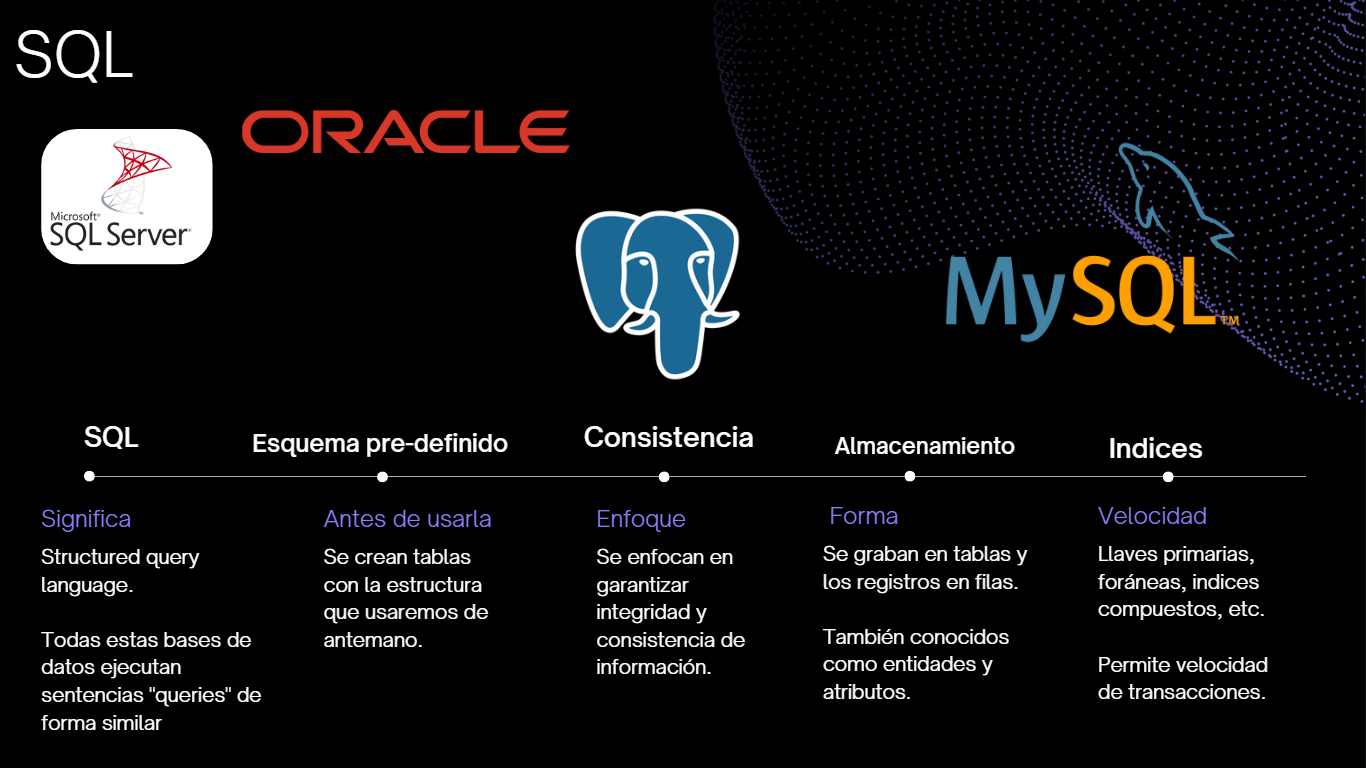 SQL
ORACLE
Microsoft®
SQL Server®
MySQL™
SQL
Esquema pre-definido
Consistencia
Almacenamiento
Indices
Significa
Structured query
language.
Todas estas bases de
datos ejecutan
sentencias "queries" de
forma similar
Antes de usarla
Se crean tablas
con la estructura
que usaremos de
antemano.
Enfoque
Se enfocan en
garantizar
integridad y
consistencia de
información.
Forma
Se graban en tablas y
los registros en filas.
También conocidos
como entidades y
atributos.
Velocidad
Llaves primarias,
foráneas, indices
compuestos, etc.
Permite velocidad
de transacciones.